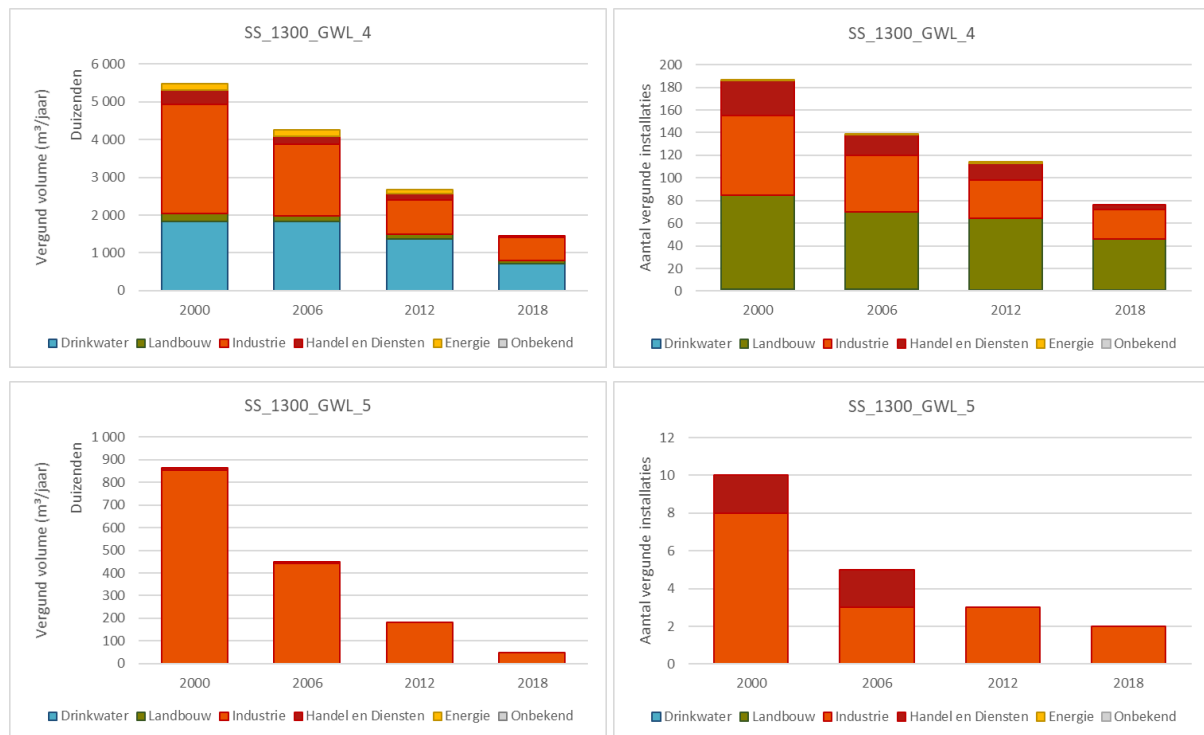 SS_1300_GWL_4
Vergund volume (m³/jaar)
Duizenden
6 000
5 000
4 000
3 000
2 000
1 000
0
2000 2006 2012 2018
Drinkwater Landbouw Industrie Handel en Diensten Energie Onbekend
SS_1300_GWL_4
Aantal vergunde installaties
200
180
160
140
120
100
80
60
40
20
0
2000 2006 2012 2018
Drinkwater Landbouw Industrie Handel en Diensten Energie Onbekend
SS_1300_GWL_5
Vergund volume (m³/jaar)
Duizenden
1 000
900
800
700
600
500
400
300
200
100
0
2000 2006 2012 2018
Drinkwater Landbouw Industrie Handel en Diensten Energie Onbekend
SS_1300_GWL_5
Aantal vergunde installaties
12
10
8
6
4
2
0
2000 2006 2012 2018
Drinkwater Landbouw Industrie Handel en Diensten Energie Onbekend